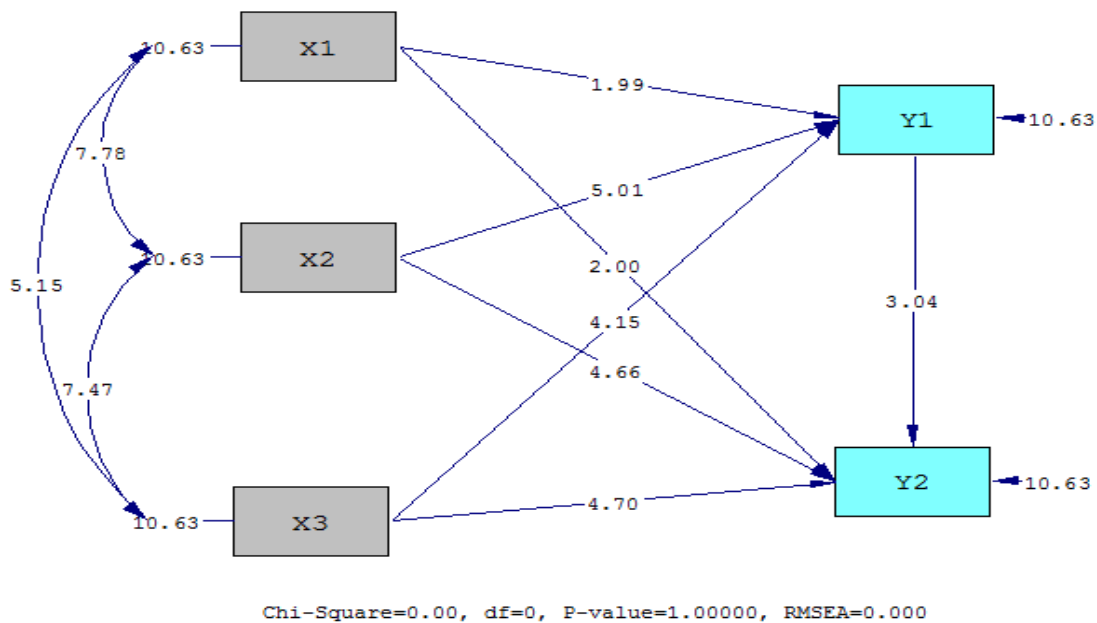 10.63
X1
1.99
Y1
10.63
7.78
5.01
10.63
X2
2.00
5.15
3.04
4.15
4.66
7.47
Y2
10.63
4.70
10.63
X3
Chi-Square=0.00, df=0, P-value=1.00000, RMSEA=0.000